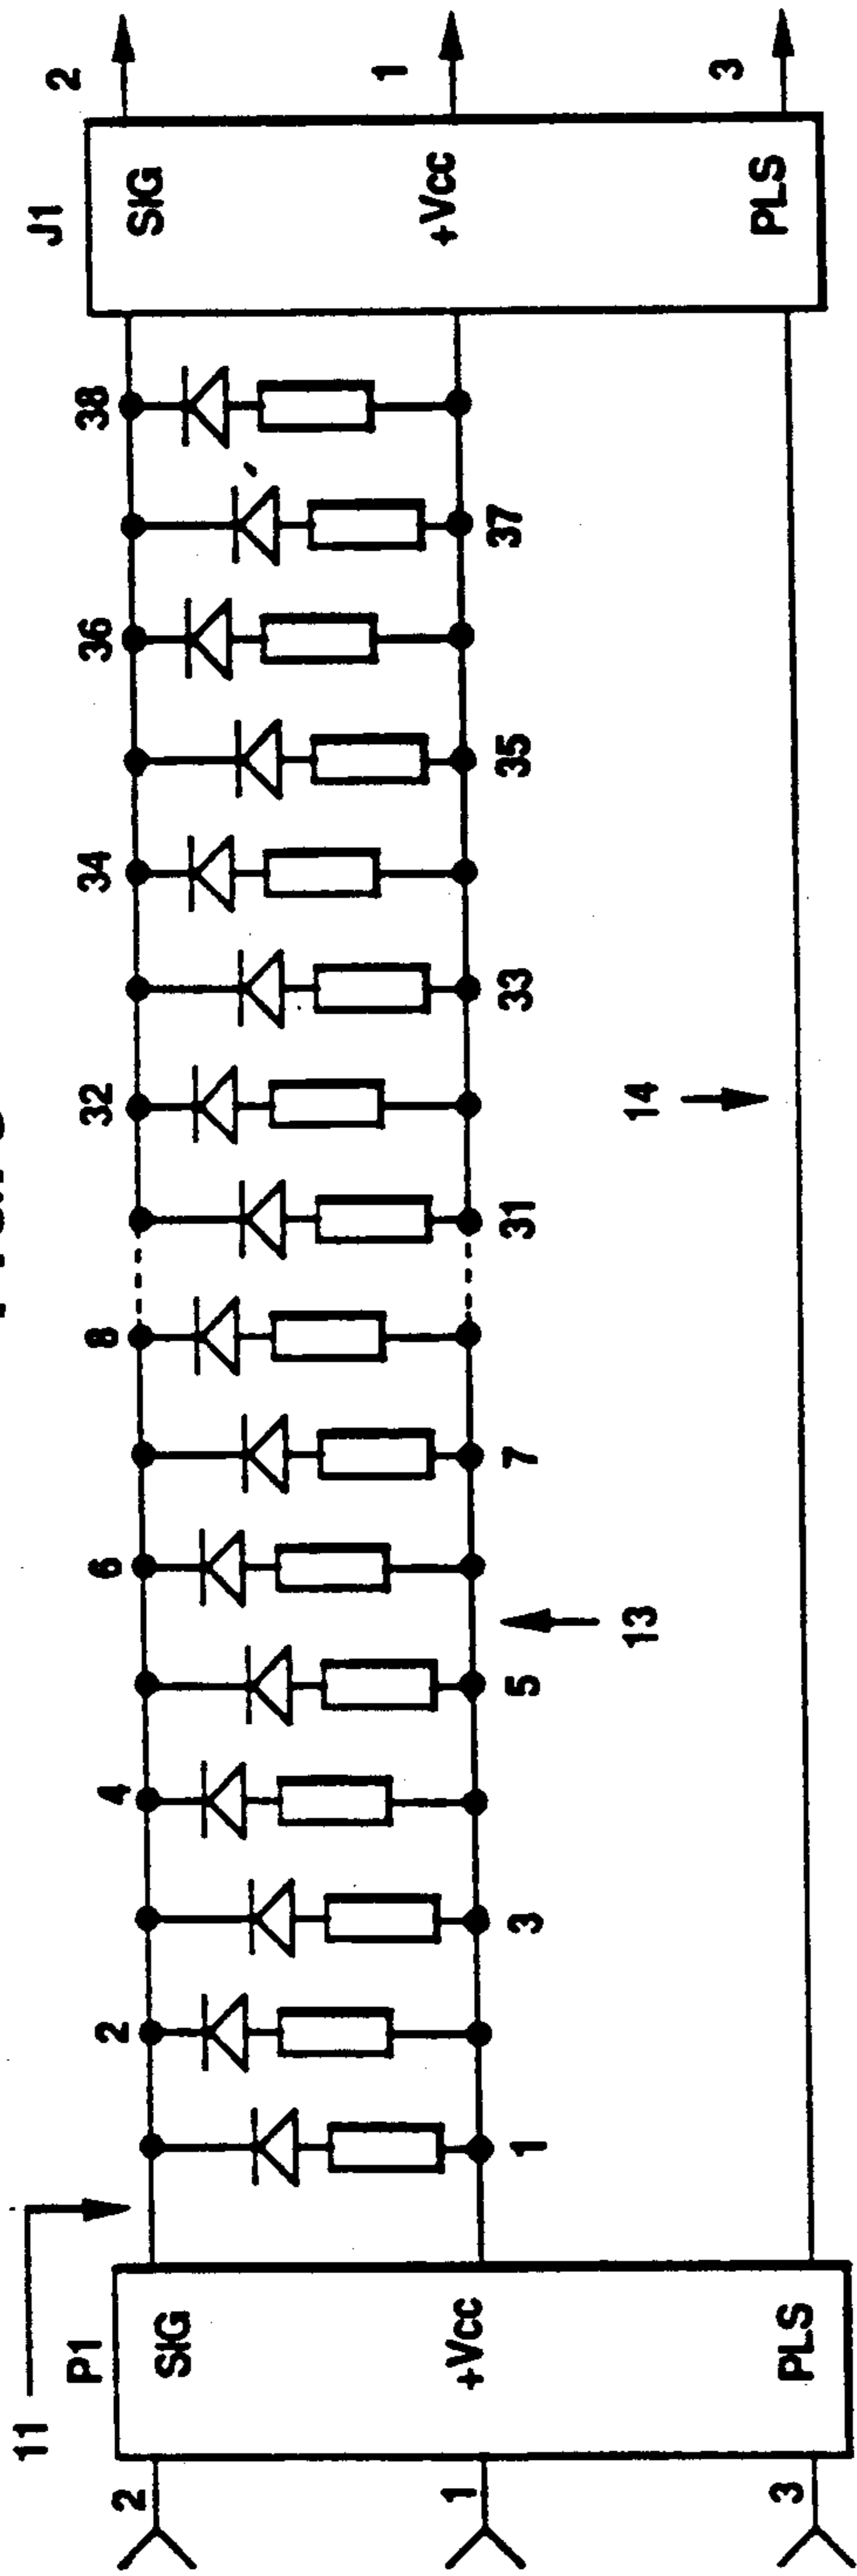 11
P1 J1
2 2 4 6 8 32 34 36 38 2
SIG SIG
1 +Vcc +Vcc 1
1 3 5 7 31 33 35 37
13 14
3 PLS PLS 3